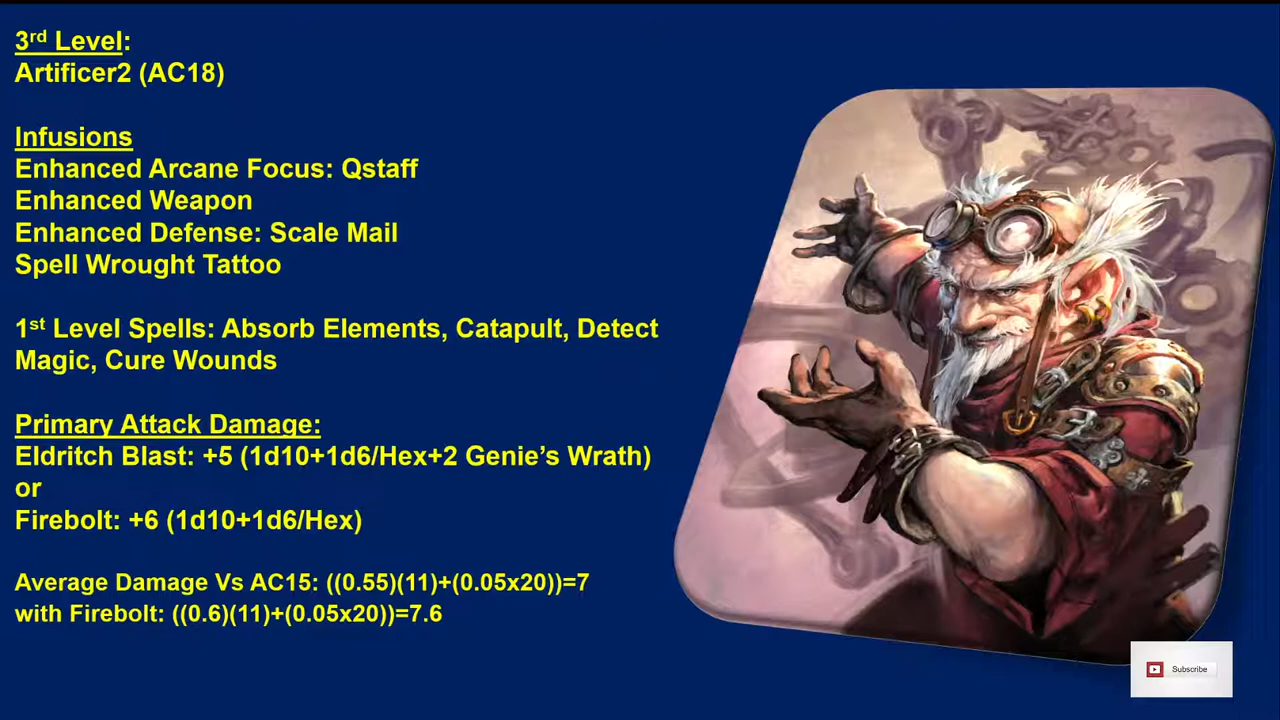 3rd Level:
Artificer2 (AC18)
Infusions
Enhanced Arcane Focus: Qstaff
Enhanced Weapon
Enhanced Defense: Scale Mail
Spell Wrought Tattoo
1st Level Spells: Absorb Elements, Catapult, Detect
Magic, Cure Wounds
Primary Attack Damage:
Eldritch Blast: +5 (1d10+1d6/Hex+2 Genie’s Wrath)
or
Firebolt: +6 (1d10+1d6/Hex)
Average Damage Vs AC15: ((0.55)(11)+(0.05x20))=7
with Firebolt: ((0.6)(11)+(0.05x20))=7.6
Subscribe